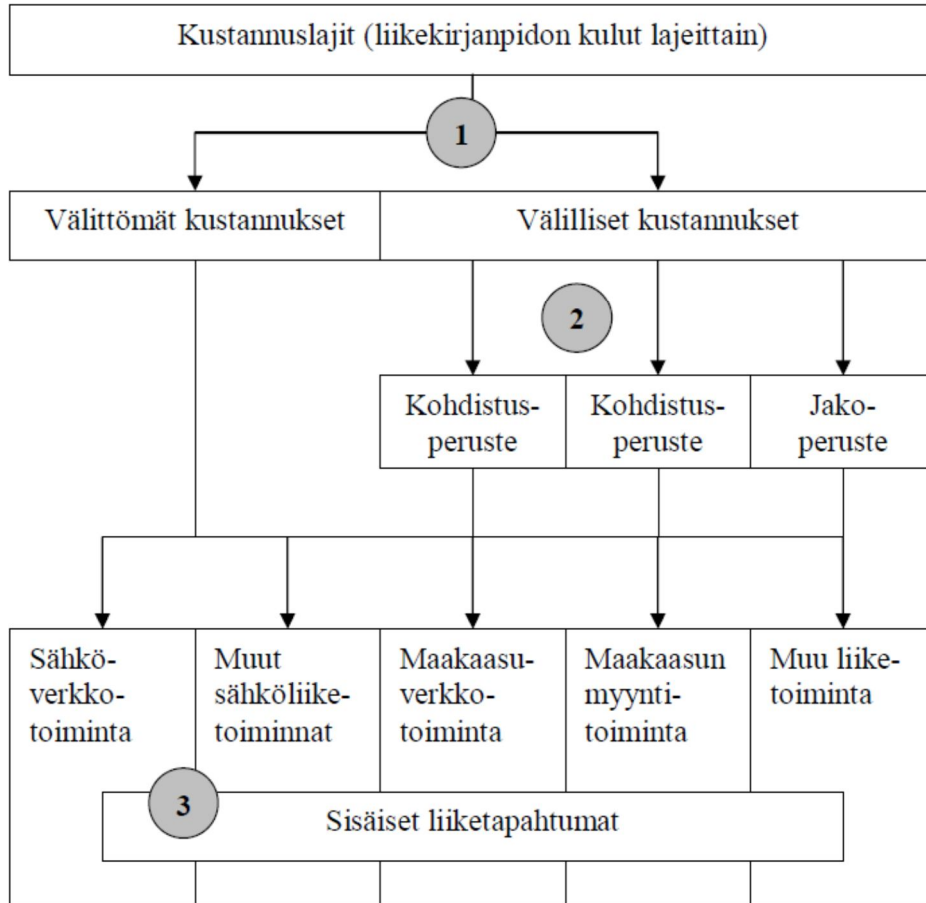 Kustannuslajit (liikekirjanpidon kulut lajeittain)
1
Välittömät kustannukset
Välilliset kustannukset
2
Kohdistus-
peruste
Kohdistus-
peruste
Jako-
peruste
Sähkö-
verkko-
toiminta
Muut
sähköliike-
toiminnat
Maakaasu-
verkko-
toiminta
Maakaasun
myynti-
toiminta
Muu liike-
toiminta
3
Sisäiset liiketapahtumat